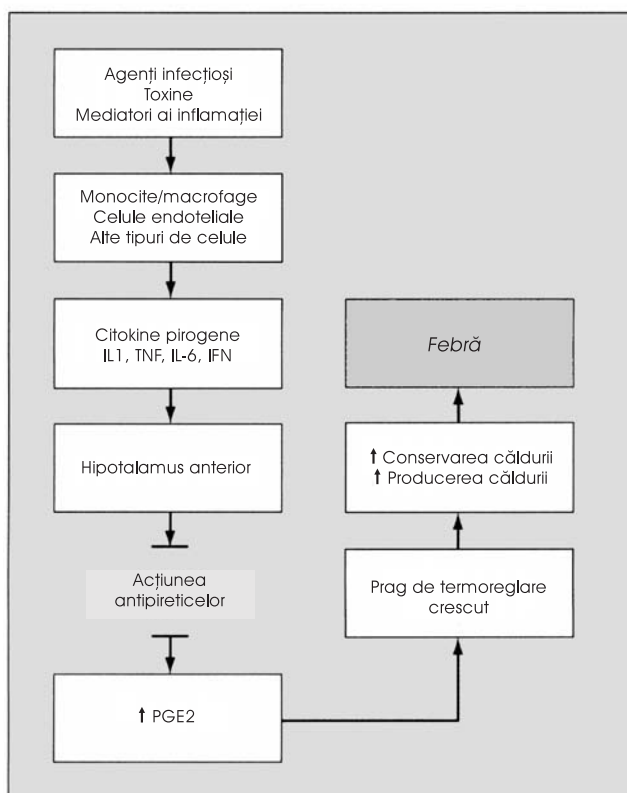 Agenți infecțioși
Toxine
Mediatori ai inflamației
Monocite/macrofage
Celule endoteliale
Alte tipuri de celule
Citokine pirogene
IL1, TNF, IL-6, IFN
Hipotalamus anterior
Acțiunea
antipireticelor
↑ PGE2
Prag de termoreglare
crescut
↑ Conservarea căldurii
↑ Producerea căldurii
Febră